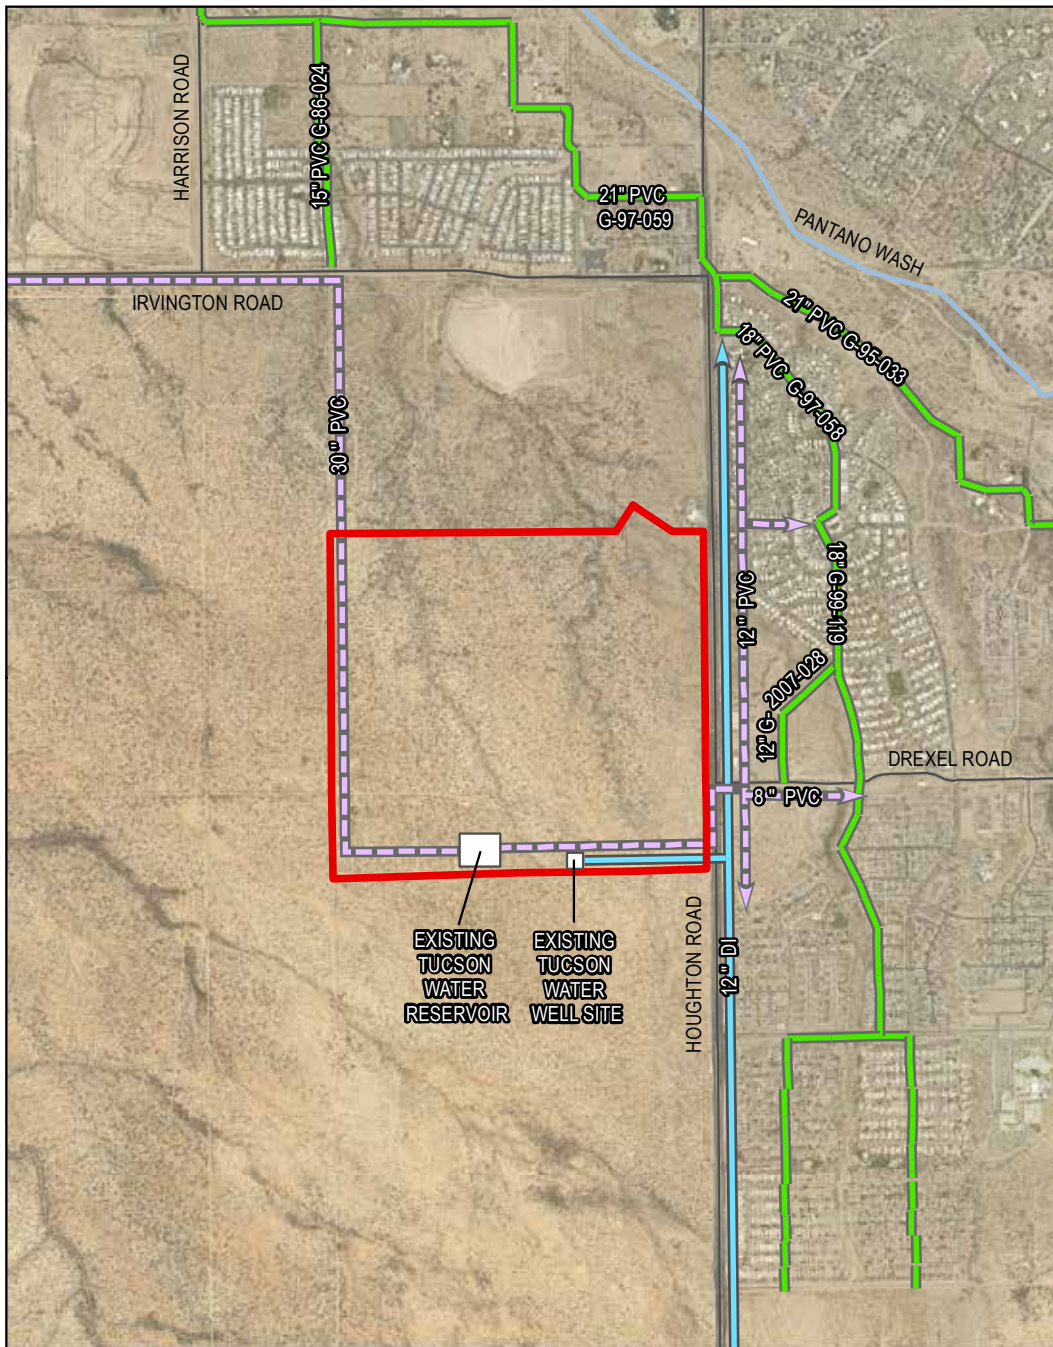 HARRISON ROAD
15" PVC G-86-024
21" PVC
G-97-059
PANTANO WASH
IRVINGTON ROAD
21" PVC G-95-033
18" PVC G-97-058
30" PVC
18" G-99-119
12" PVC
12" G- 2007-028
DREXEL ROAD
8" PVC
HOUGHTON ROAD
12" DI
EXISTING
TUCSON
WATER
RESERVOIR
EXISTING
TUCSON
WATER
WELL SITE